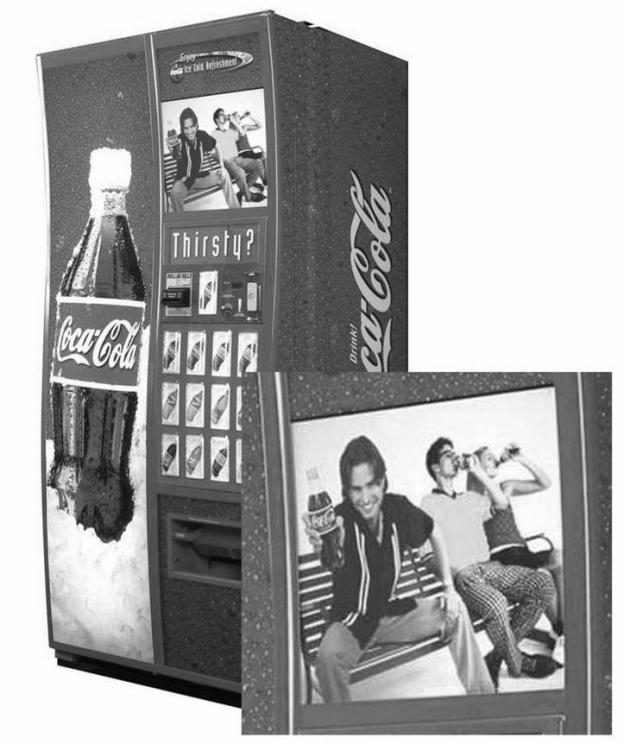 Enjoy
Coca-Cola Ice Cold Refreshment
Thirsty?
Coca-Cola
Drink!
Coca-Cola
Coca-Cola